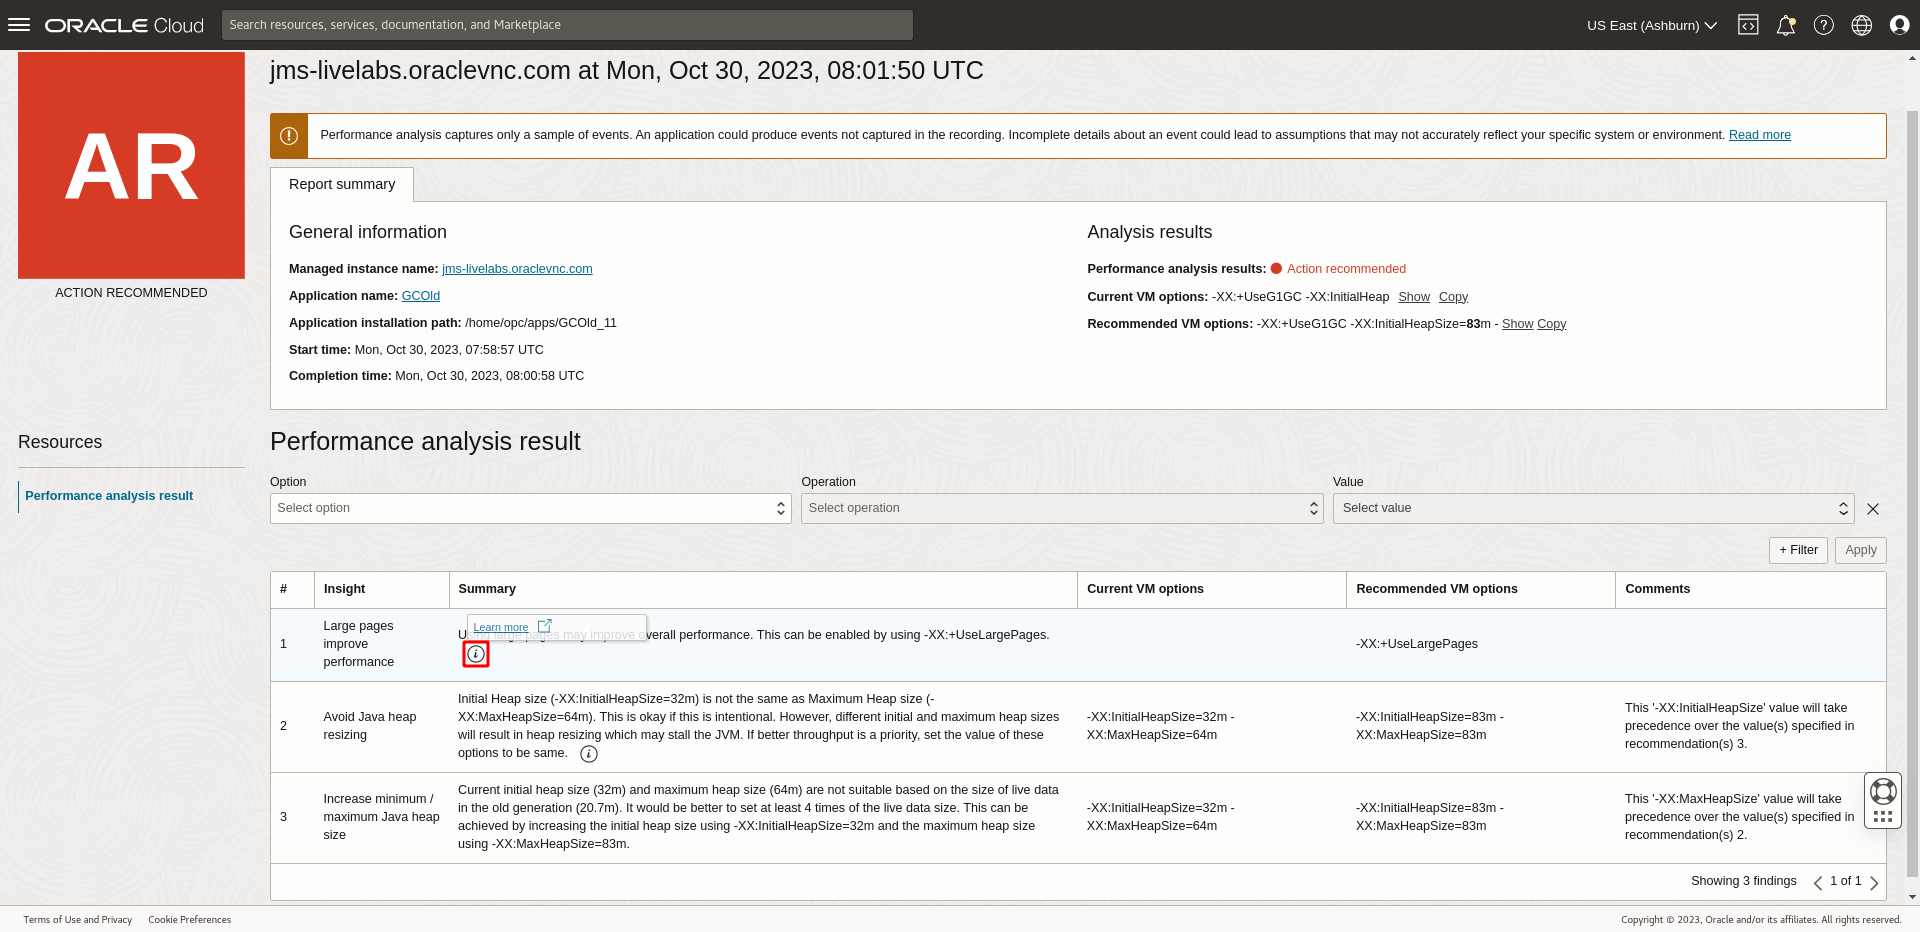 ORACLE Cloud
Search resources, services, documentation, and Marketplace
US East (Ashburn)
jms-livelabs.oraclevnc.com at Mon, Oct 30, 2023, 08:01:50 UTC
AR
ACTION RECOMMENDED
Performance analysis captures only a sample of events. An application could produce events not captured in the recording. Incomplete details about an event could lead to assumptions that may not accurately reflect your specific system or environment. Read more
Report summary
General information
Managed instance name: jms-livelabs.oraclevnc.com
Application name: GCOld
Application installation path: /home/opc/apps/GCOld_11
Start time: Mon, Oct 30, 2023, 07:58:57 UTC
Completion time: Mon, Oct 30, 2023, 08:00:58 UTC
Analysis results
Performance analysis results: Action recommended
Current VM options: -XX:+UseG1GC -XX:InitialHeap Show Copy
Recommended VM options: -XX:+UseG1GC -XX:InitialHeapSize=83m - Show Copy
Resources
Performance analysis result
Performance analysis result
Option
Operation
Value
Select option
Select operation
Select value
+ Filter
Apply
# Insight Summary Current VM options Recommended VM options Comments
1
Large pages
improve
performance
Learn more
Using large pages may improve overall performance. This can be enabled by using -XX:+UseLargePages.
-XX:+UseLargePages
2
Avoid Java heap
resizing
Initial Heap size (-XX:InitialHeapSize=32m) is not the same as Maximum Heap size (-
XX:MaxHeapSize=64m). This is okay if this is intentional. However, different initial and maximum heap sizes
will result in heap resizing which may stall the JVM. If better throughput is a priority, set the value of these
options to be same.
-XX:InitialHeapSize=32m -
XX:MaxHeapSize=64m
-XX:InitialHeapSize=83m -
XX:MaxHeapSize=83m
This '-XX:InitialHeapSize' value will take
precedence over the value(s) specified in
recommendation(s) 3.
3
Increase minimum /
maximum Java heap
size
Current initial heap size (32m) and maximum heap size (64m) are not suitable based on the size of live data
in the old generation (20.7m). It would be better to set at least 4 times of the live data size. This can be
achieved by increasing the initial heap size using -XX:InitialHeapSize=32m and the maximum heap size
using -XX:MaxHeapSize=83m.
-XX:InitialHeapSize=32m -
XX:MaxHeapSize=64m
-XX:InitialHeapSize=83m -
XX:MaxHeapSize=83m
This '-XX:MaxHeapSize' value will take
precedence over the value(s) specified in
recommendation(s) 2.
Showing 3 findings 1 of 1
Terms of Use and Privacy Cookie Preferences
Copyright © 2023, Oracle and/or its affiliates. All rights reserved.